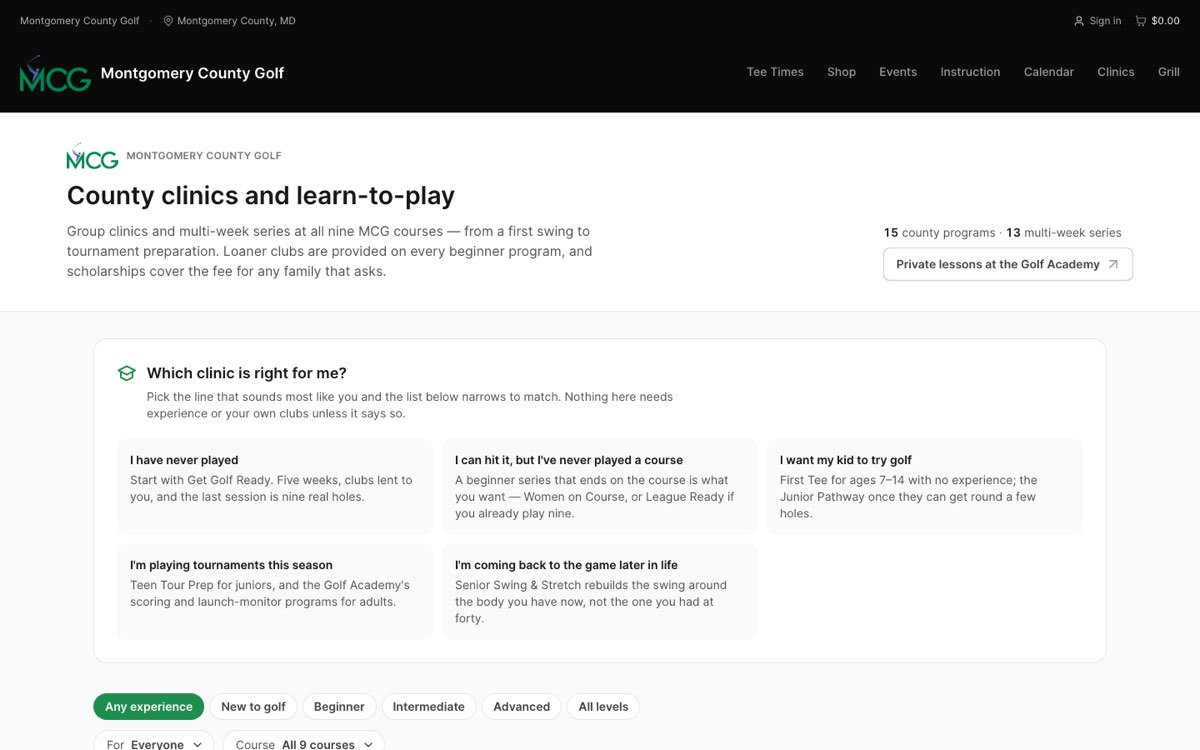 Montgomery County Golf · Montgomery County, MD
Sign in $0.00
MCG Montgomery County Golf
Tee Times Shop Events Instruction Calendar Clinics Grill
MCG MONTGOMERY COUNTY GOLF
County clinics and learn-to-play
Group clinics and multi-week series at all nine MCG courses — from a first swing to
tournament preparation. Loaner clubs are provided on every beginner program, and
scholarships cover the fee for any family that asks.
15 county programs · 13 multi-week series
Private lessons at the Golf Academy
Which clinic is right for me?
Pick the line that sounds most like you and the list below narrows to match. Nothing here needs
experience or your own clubs unless it says so.
I have never played
Start with Get Golf Ready. Five weeks, clubs lent to
you, and the last session is nine real holes.
I can hit it, but I've never played a course
A beginner series that ends on the course is what
you want — Women on Course, or League Ready if
you already play nine.
I want my kid to try golf
First Tee for ages 7–14 with no experience; the
Junior Pathway once they can get round a few
holes.
I'm playing tournaments this season
Teen Tour Prep for juniors, and the Golf Academy's
scoring and launch-monitor programs for adults.
I'm coming back to the game later in life
Senior Swing & Stretch rebuilds the swing around
the body you have now, not the one you had at
forty.
Any experience New to golf Beginner Intermediate Advanced All levels
For Everyone Course All 9 courses